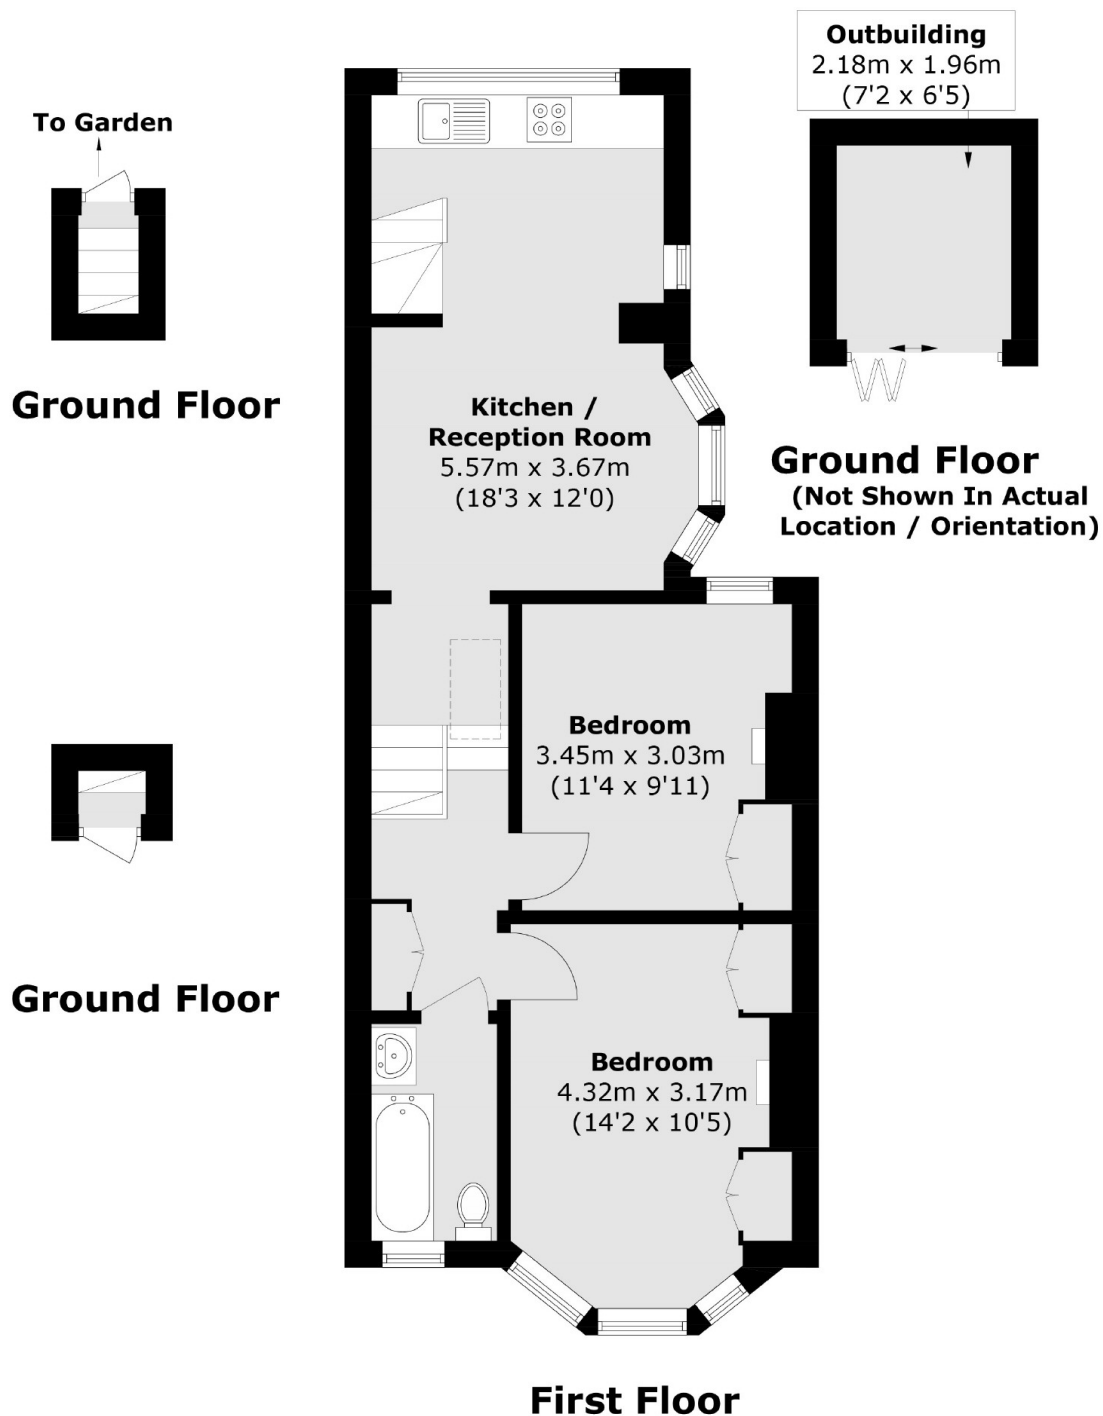 Outbuilding
2.18m x 1.96m
(7'2 x 6'5)
To Garden
Ground Floor
Kitchen /
Reception Room
5.57m x 3.67m
(18'3 x 12'0)
Ground Floor
(Not Shown In Actual
Location / Orientation)
Bedroom
3.45m x 3.03m
(11'4 x 9'11)
Ground Floor
Bedroom
4.32m x 3.17m
(14'2 x 10'5)
First Floor